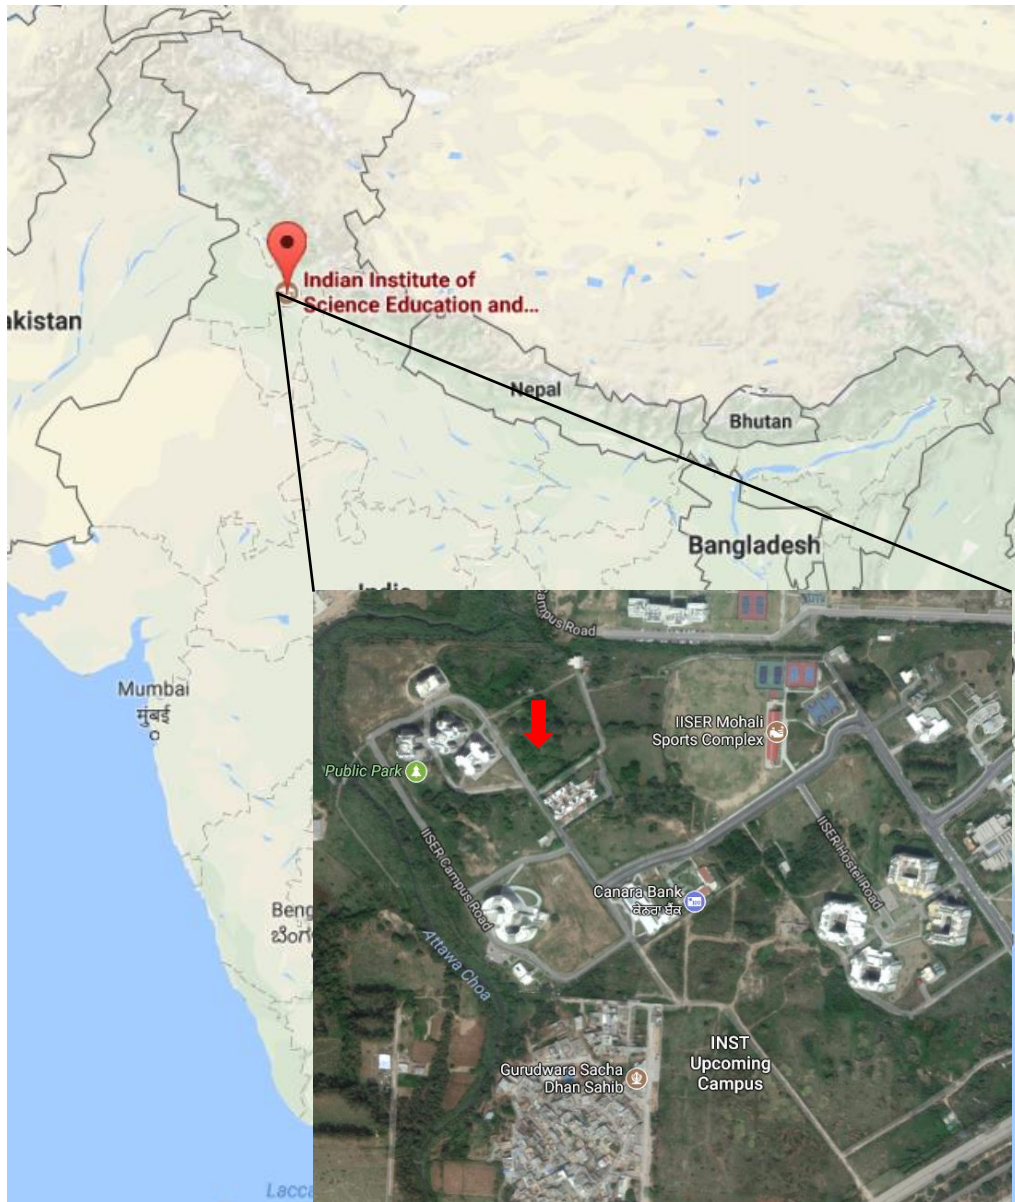 Indian Institute of
Science Education and...
akistan
Nepal
Bhutan
Bangladesh
India
Mumbai
मुंबई
Campus Road
IISER Mohali
Sports Complex
Public Park
IISER Campus Road
IISER Hostel Road
Canara Bank
ਕੇਨਰਾ ਬੈਂਕ
Beng
ಬೆಂಗ
Attawa Choa
INST
Upcoming
Campus
Gurudwara Sacha
Dhan Sahib
Lacca